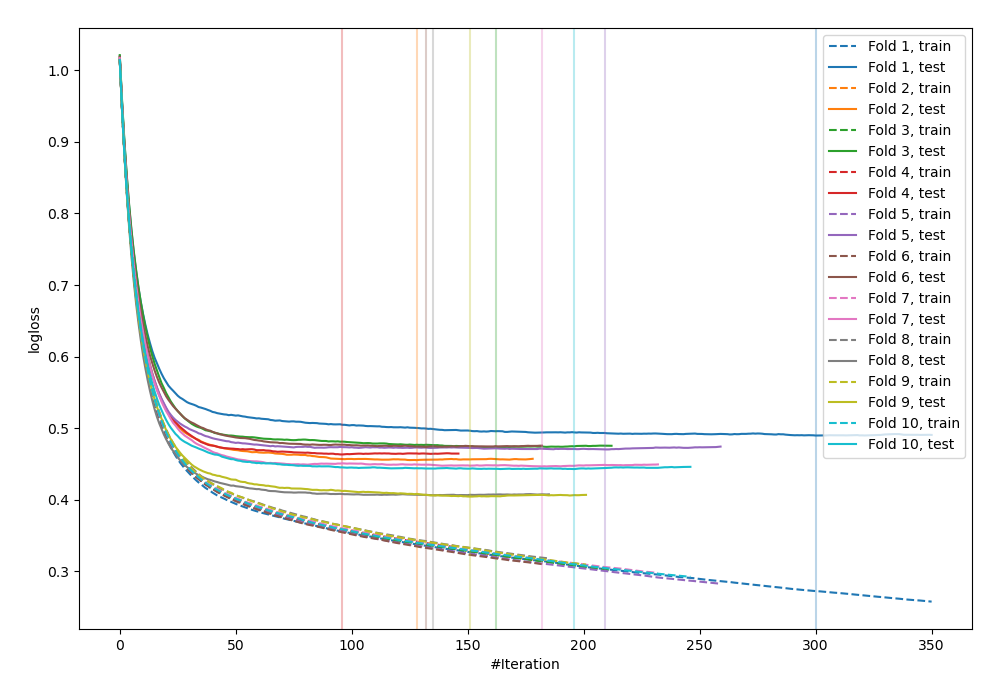 1.0
0.9
0.8
0.7
0.6
0.5
0.4
0.3
logloss
0
50
100
150
200
250
300
350
#Iteration
Fold 1, train
Fold 1, test
Fold 2, train
Fold 2, test
Fold 3, train
Fold 3, test
Fold 4, train
Fold 4, test
Fold 5, train
Fold 5, test
Fold 6, train
Fold 6, test
Fold 7, train
Fold 7, test
Fold 8, train
Fold 8, test
Fold 9, train
Fold 9, test
Fold 10, train
Fold 10, test